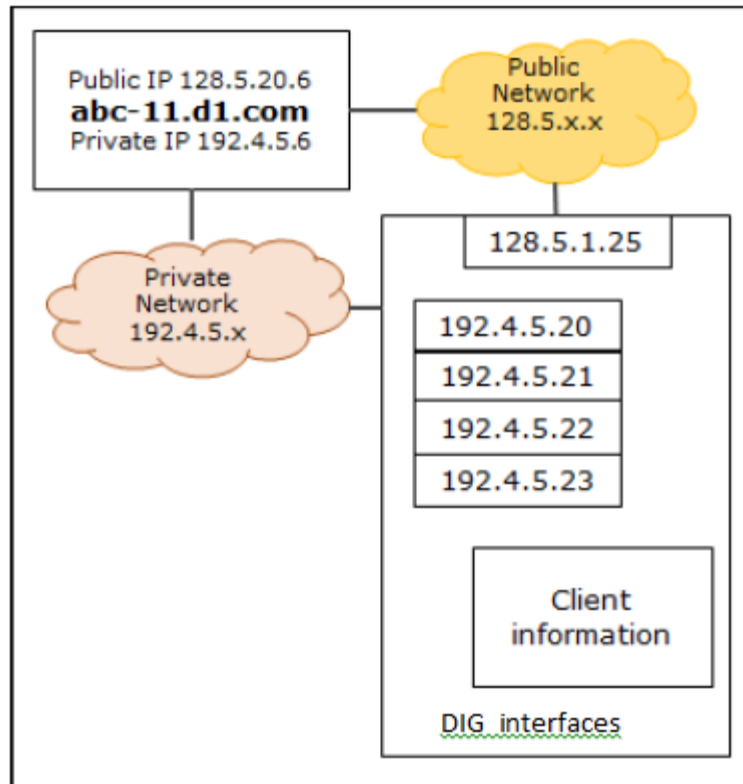 Public IP 128.5.20.6
abc-11.d1.com
Private IP 192.4.5.6
Public
Network
128.5.x.x
Private
Network
192.4.5.x
128.5.1.25
192.4.5.20
192.4.5.21
192.4.5.22
192.4.5.23
Client
information
DIG interfaces